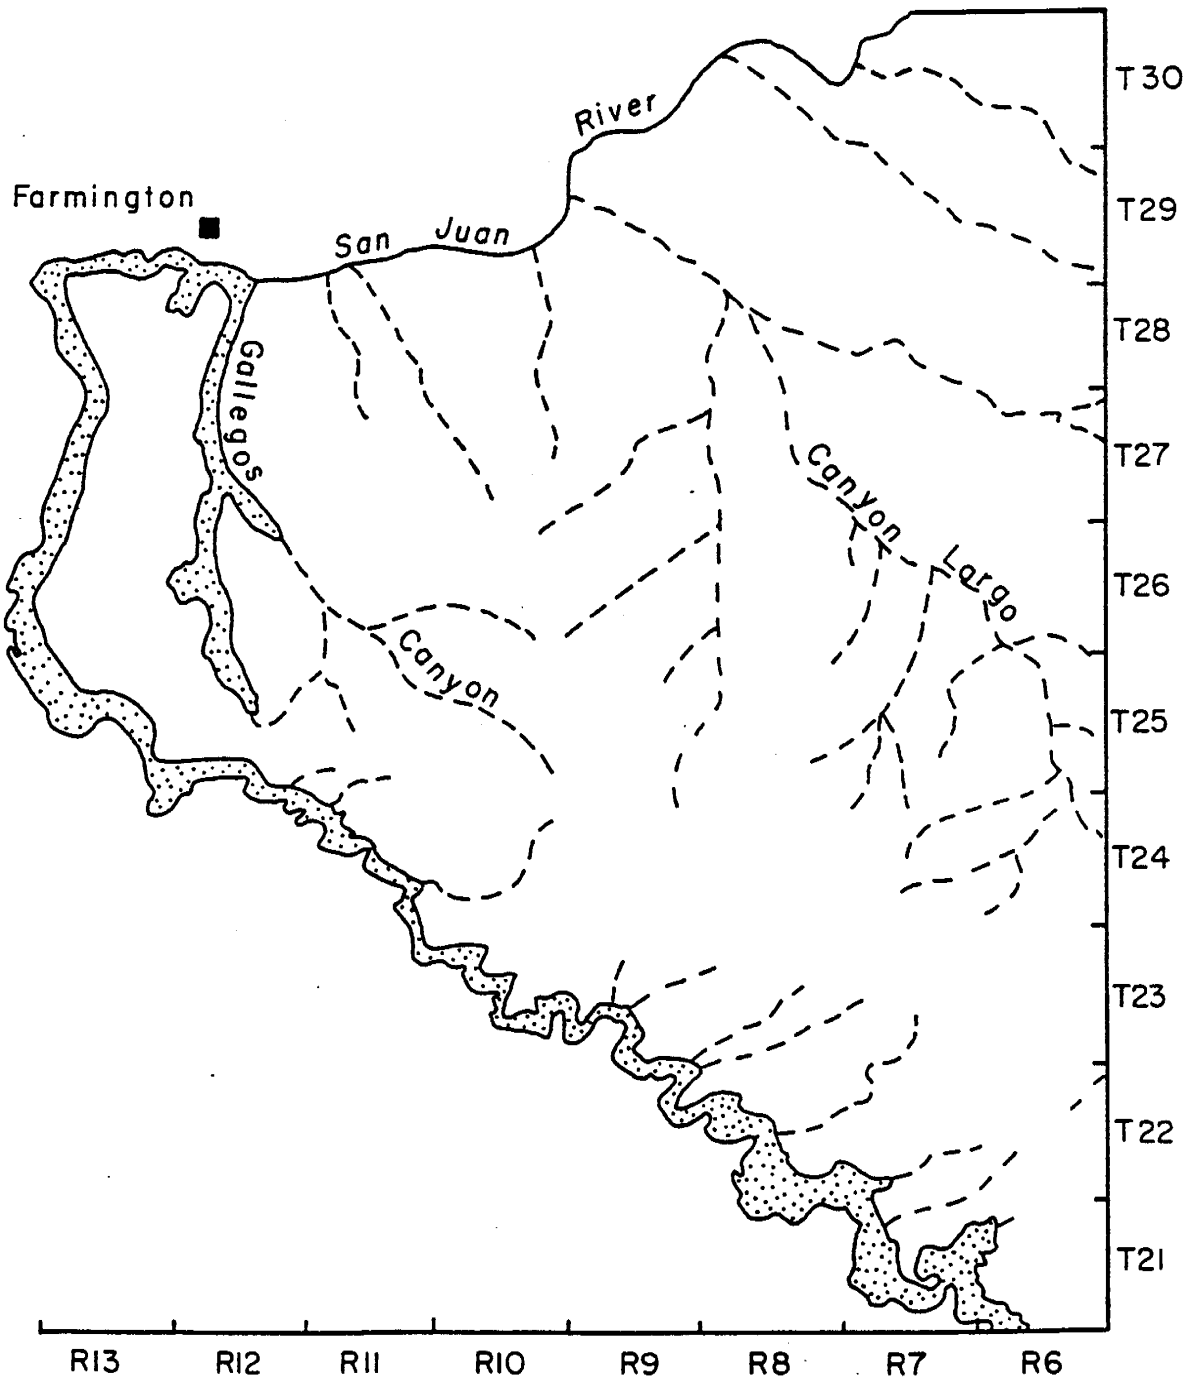 T30
River
Farmington
T29
San Juan
T28
Gallegos
T27
Canyon
Largo
T26
Canyon
T25
T24
T23
T22
T21
R13 R12 R11 R10 R9 R8 R7 R6